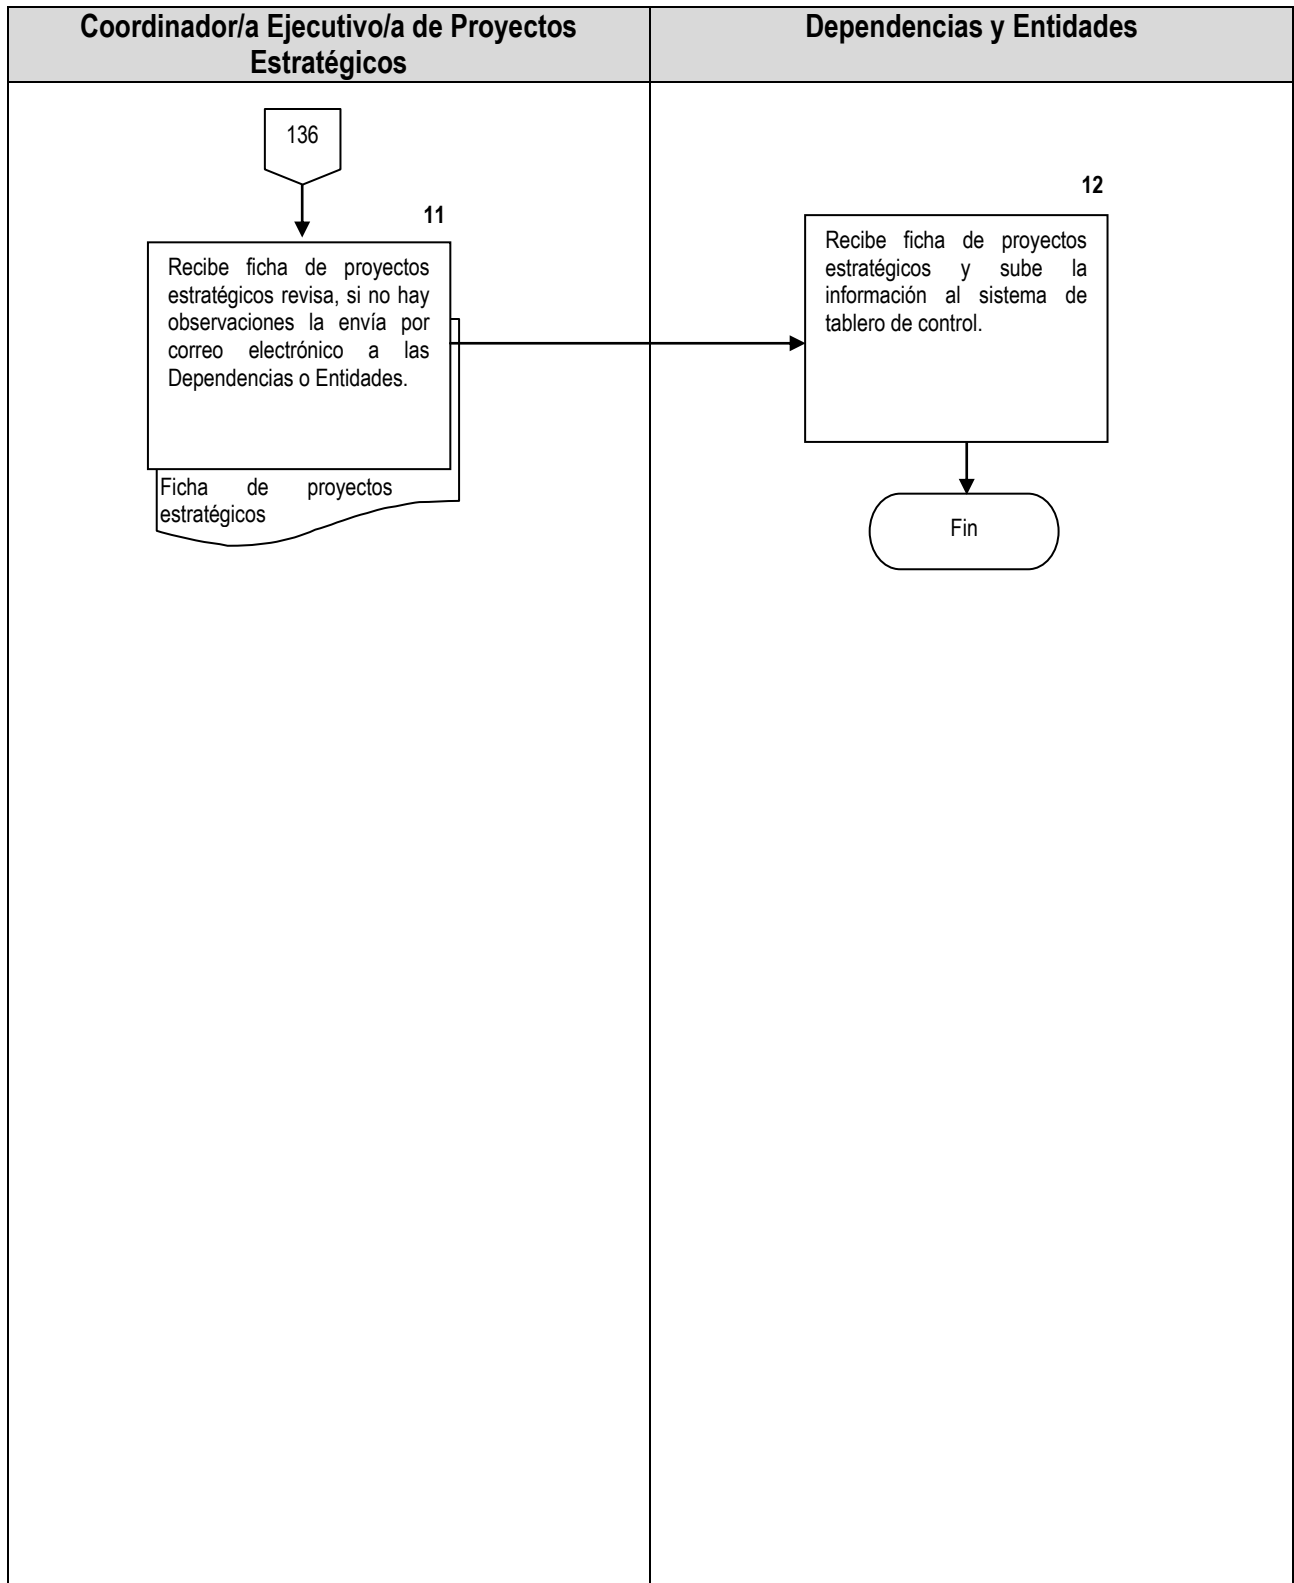 Coordinador/a Ejecutivo/a de Proyectos
Estratégicos
Dependencias y Entidades
136
11
Recibe ficha de proyectos
estratégicos revisa, si no hay
observaciones la envía por
correo electrónico a las
Dependencias o Entidades.
Ficha de proyectos
estratégicos
12
Recibe ficha de proyectos
estratégicos y sube la
información al sistema de
tablero de control.
Fin